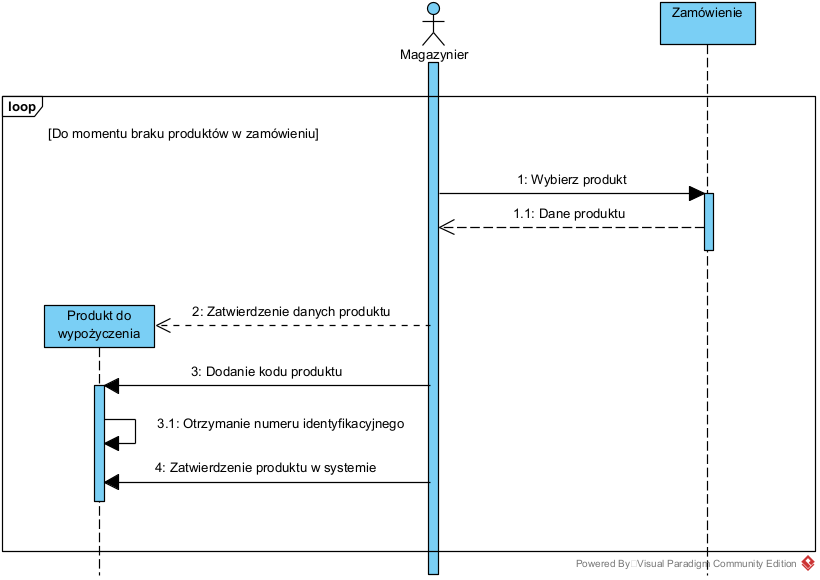 Zamówienie
Magazynier
loop
[Do momentu braku produktów w zamówieniu]
1: Wybierz produkt
1.1: Dane produktu
2: Zatwierdzenie danych produktu
Produkt do
wypożyczenia
3: Dodanie kodu produktu
3.1: Otrzymanie numeru identyfikacyjnego
4: Zatwierdzenie produktu w systemie
Powered By Visual Paradigm Community Edition